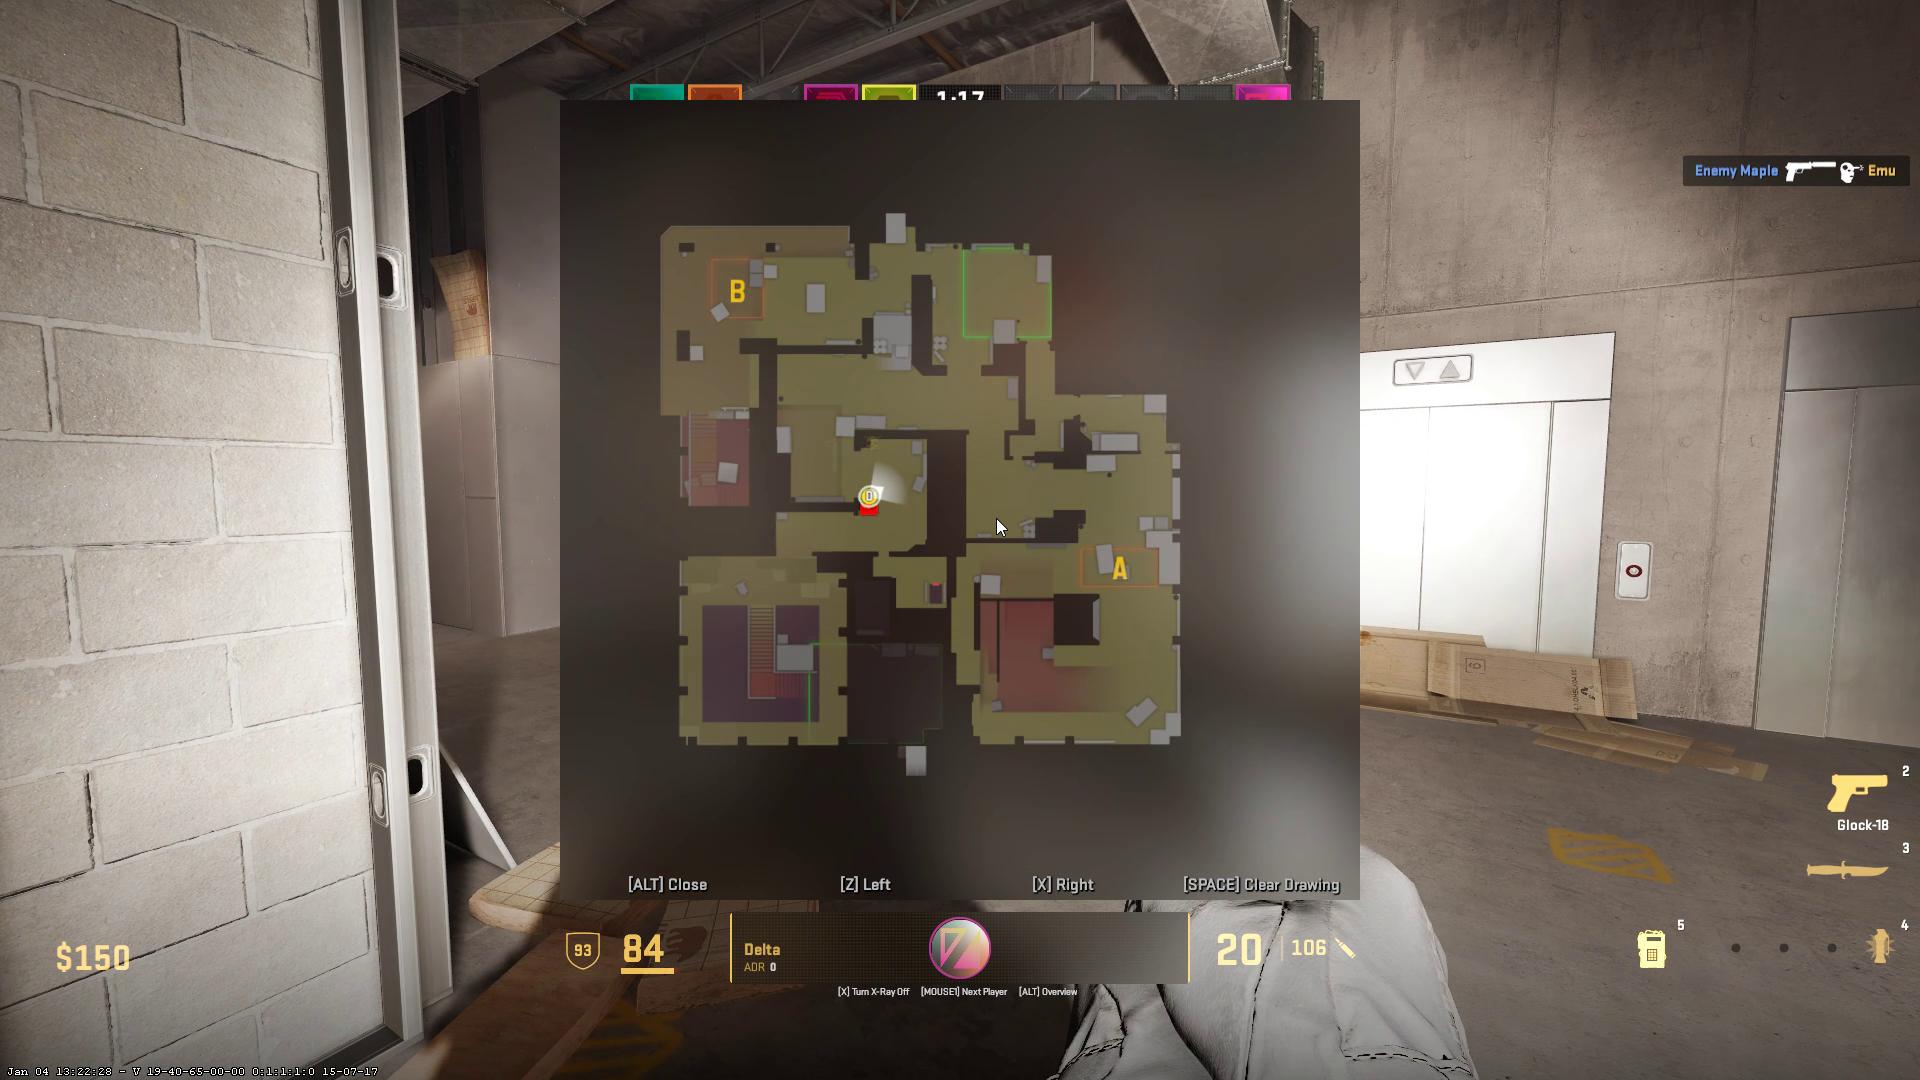 1:17
Enemy Maple Emu
B
D
A
2
Glock-18
3
[ALT] Close [Z] Left [X] Right [SPACE] Clear Drawing
5 4
$150
93 84
Delta
ADR 0
20 106
[X] Turn X-Ray Off [MOUSE1] Next Player [ALT] Overview
Jan 04 13:22:28 - V 19-40-65-00-00 0:1:1:1:0 15-07-17